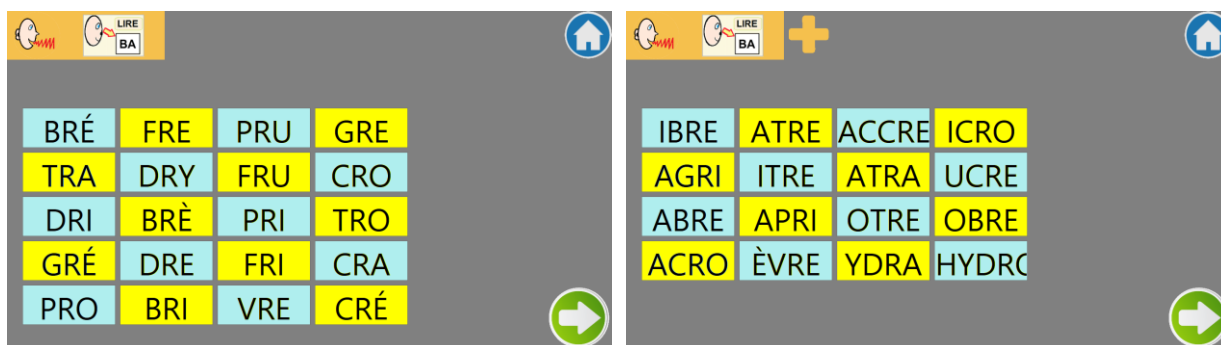 LIRE
BA
BRÉ FRE PRU GRE
TRA DRY FRU CRO
DRI BRÈ PRI TRO
GRÉ DRE FRI CRA
PRO BRI VRE CRÉ
LIRE
BA
IBRE ATRE ACCRE ICRO
AGRI ITRE ATRA UCRE
ABRE APRI OTRE OBRE
ACRO ÈVRE YDRA HYDRO